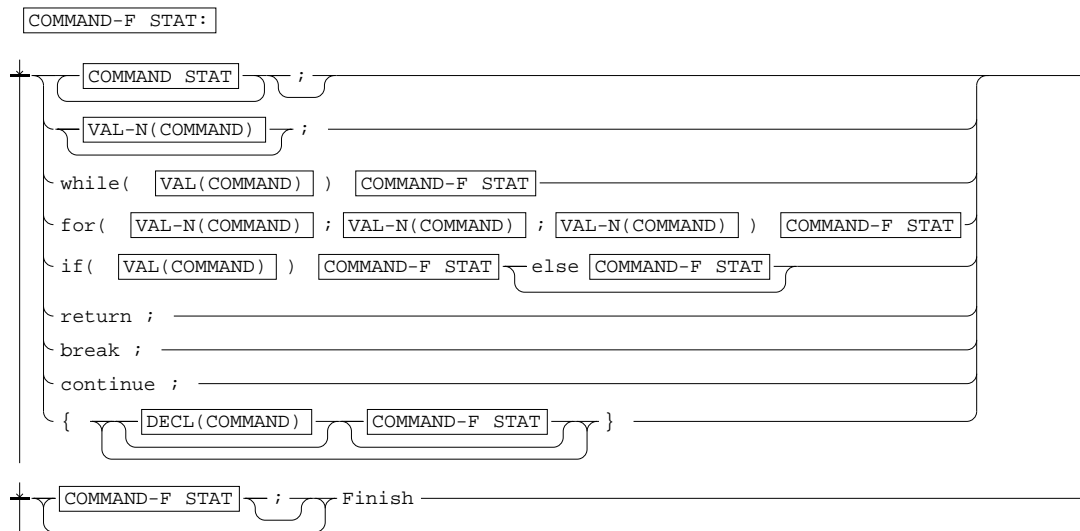 COMMAND-F STAT:
COMMAND STAT ;
VAL-N(COMMAND) ;
while( VAL(COMMAND) ) COMMAND-F STAT
for( VAL-N(COMMAND) ; VAL-N(COMMAND) ; VAL-N(COMMAND) ) COMMAND-F STAT
if( VAL(COMMAND) ) COMMAND-F STAT else COMMAND-F STAT
return ;
break ;
continue ;
{ DECL(COMMAND) COMMAND-F STAT }
COMMAND-F STAT ; Finish